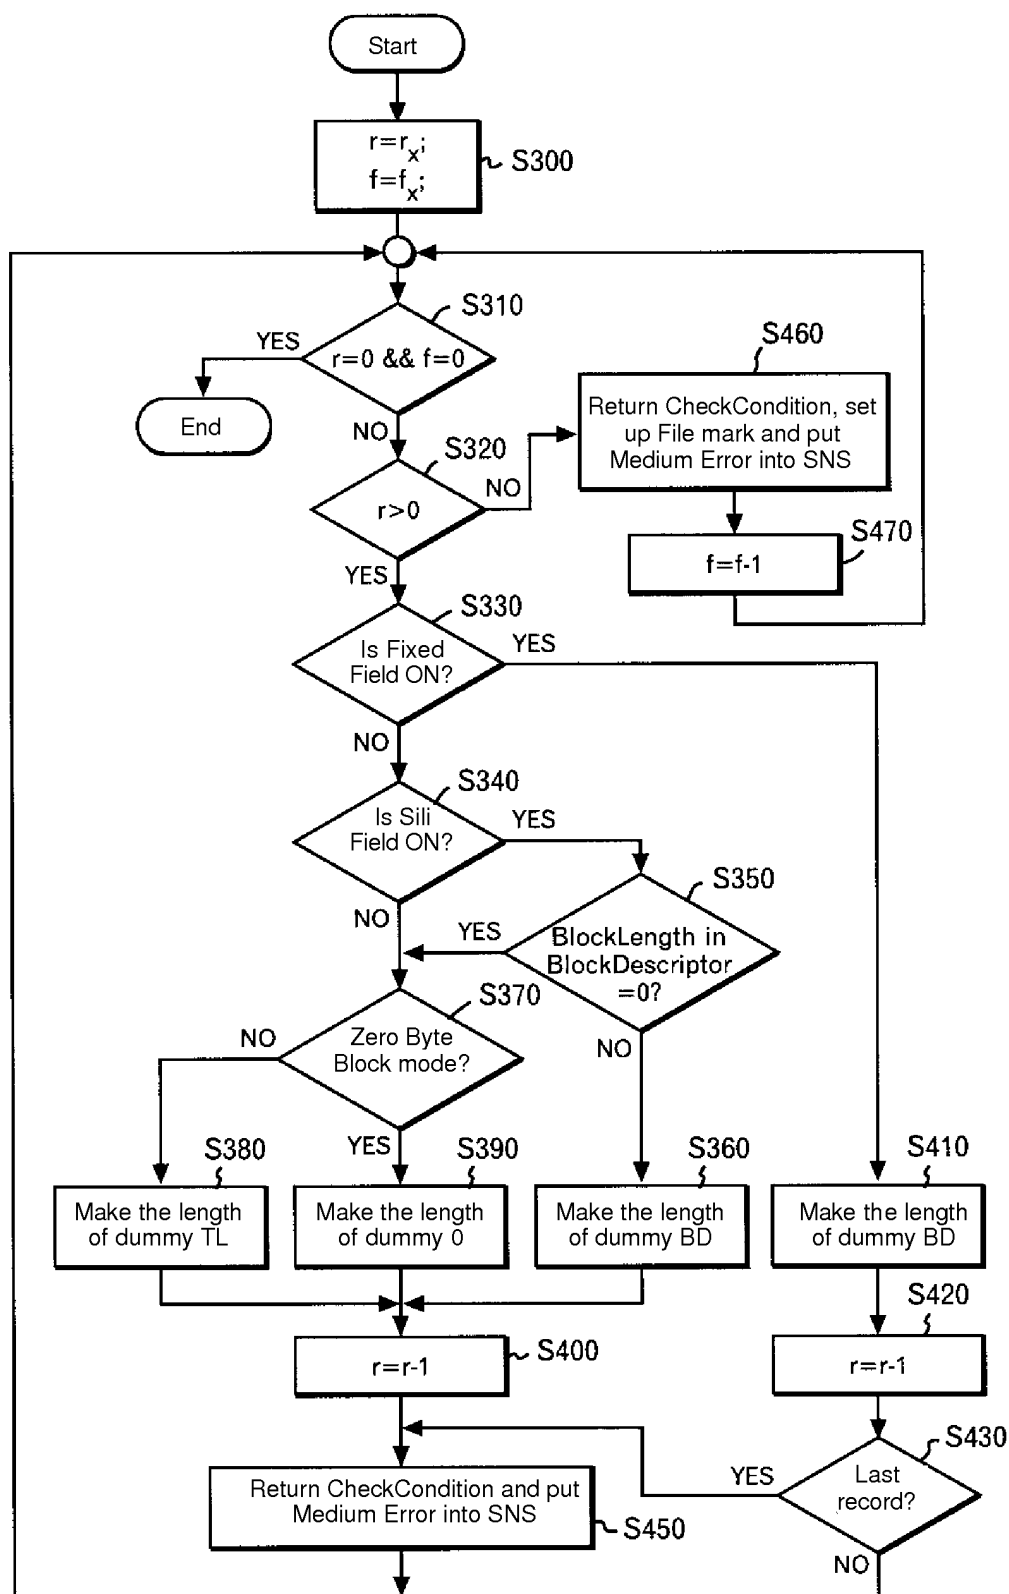 Start
r=rx;
f=fx;
S300
S310
YES
r=0 && f=0
End
NO
S460
Return CheckCondition, set
up File mark and put
Medium Error into SNS
S320
NO
r>0
S470
f=f-1
YES
S330
Is Fixed
Field ON?
YES
NO
S340
Is Sili
Field ON?
YES
NO
S350
YES
BlockLength in
BlockDescriptor
=0?
S370
NO
Zero Byte
Block mode?
NO
YES
S380
S390
S360
S410
Make the length
of dummy TL
Make the length
of dummy 0
Make the length
of dummy BD
Make the length
of dummy BD
S420
S400
r=r-1
r=r-1
S430
YES
Last
record?
Return CheckCondition and put
Medium Error into SNS
S450
NO